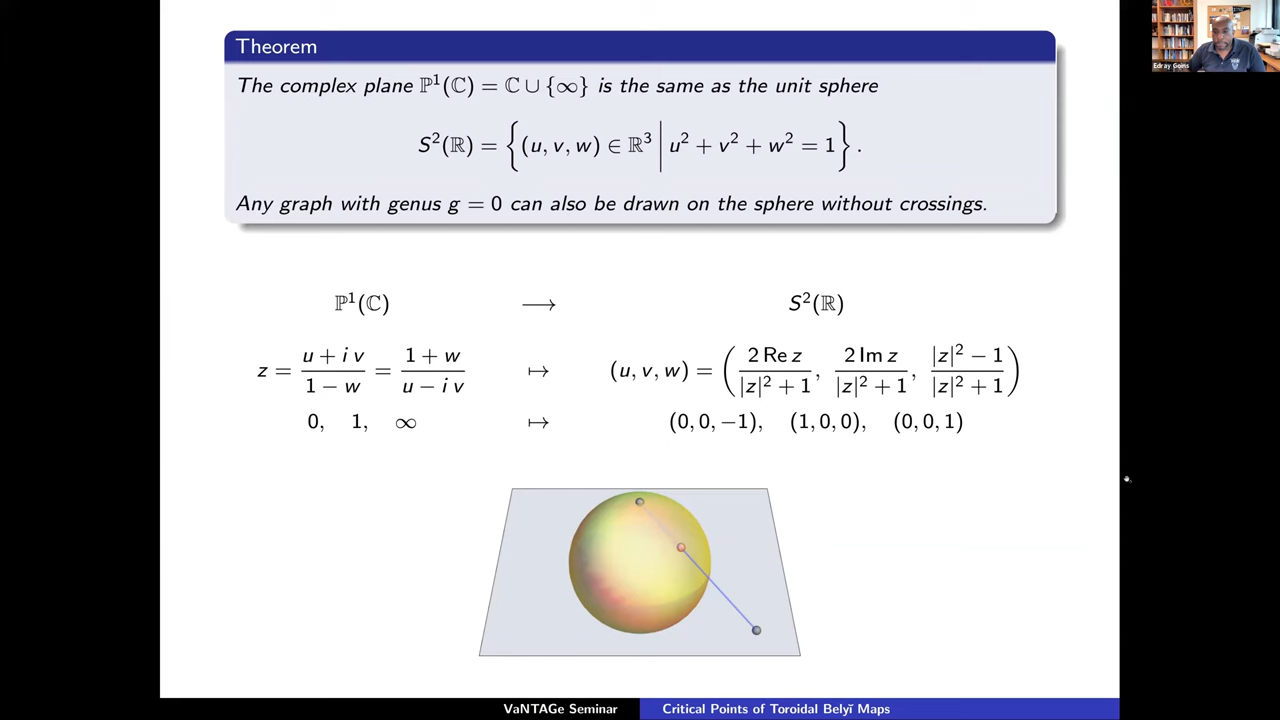 Theorem
The complex plane ℙ¹(ℂ) = ℂ ∪ {∞} is the same as the unit sphere
S²(ℝ) = { (u, v, w) ∈ ℝ³ | u² + v² + w² = 1 } .
Any graph with genus g = 0 can also be drawn on the sphere without crossings.
ℙ¹(ℂ) ⟶ S²(ℝ)
z = (u + i v)/(1 − w) = (1 + w)/(u − i v) ↦ (u, v, w) = ( (2 Re z)/(|z|² + 1), (2 Im z)/(|z|² + 1), (|z|² − 1)/(|z|² + 1) )
0, 1, ∞ ↦ (0, 0, −1), (1, 0, 0), (0, 0, 1)
VaNTAGe Seminar Critical Points of Toroidal Belyĭ Maps
Edray Goins